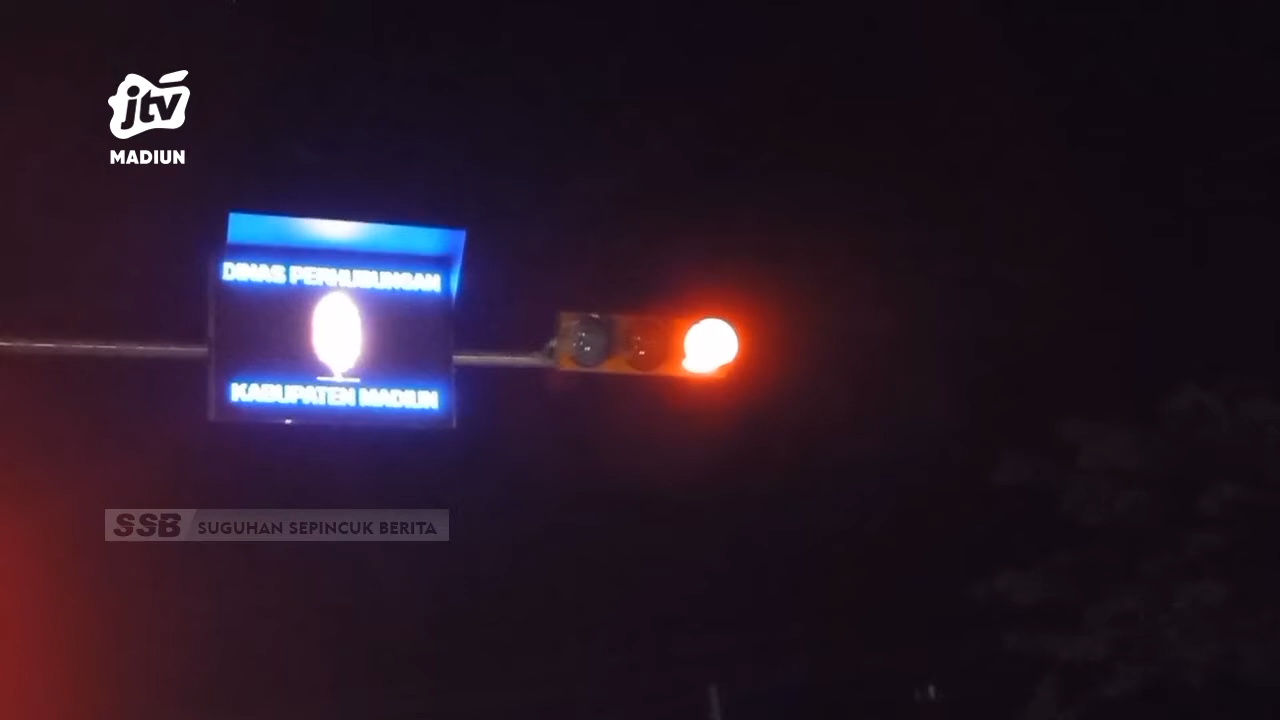 jtv
MADIUN
DINAS PERHUBUNGAN
KABUPATEN MADIUN
SSB SUGUHAN SEPINCUK BERITA